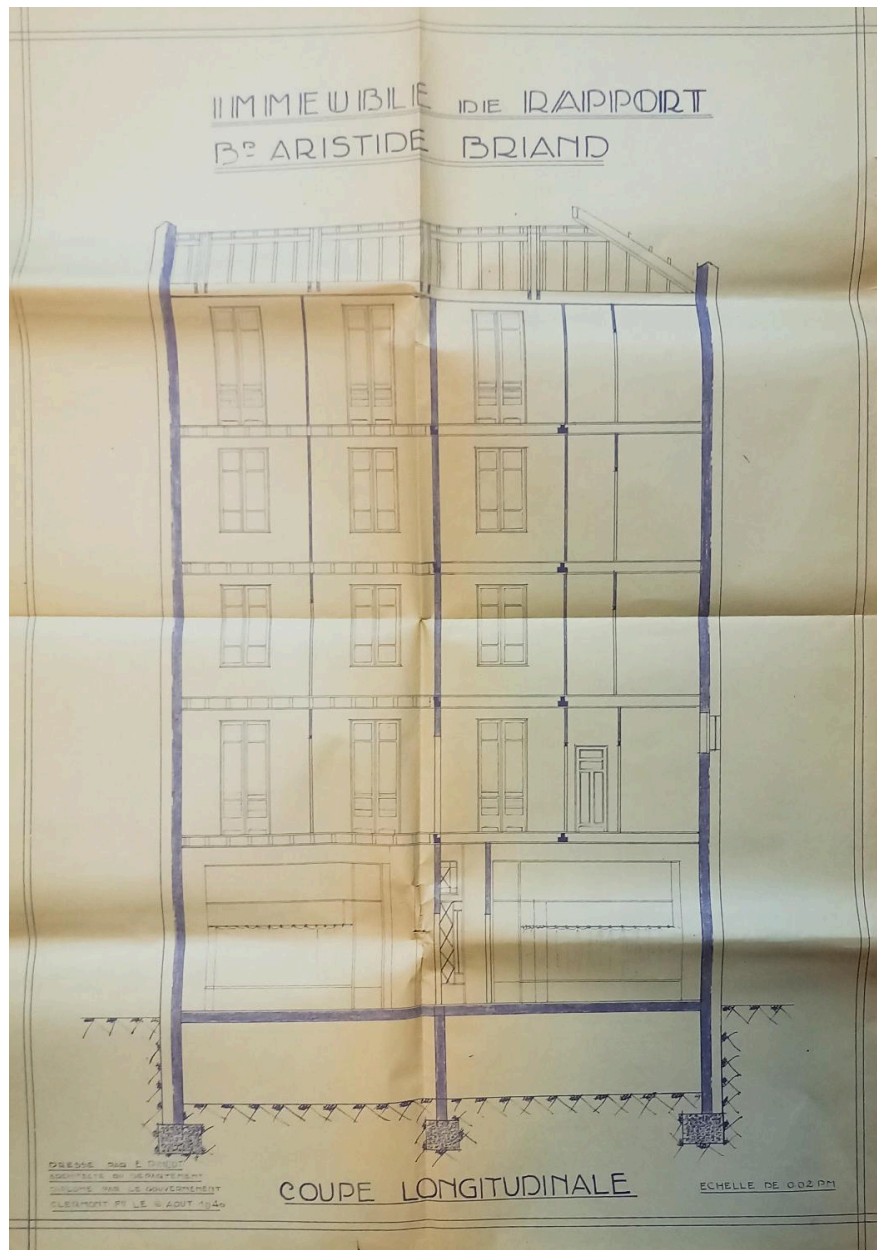 IMMEUBLE DE RAPPORT
BD ARISTIDE BRIAND
DRESSE PAR E
ARCHITECTE DU DEPARTEMENT
DIPLOME PAR LE GOUVERNEMENT
CLERMONT FD LE AOUT 1940
COUPE LONGITUDINALE
ECHELLE DE 0.02 PM